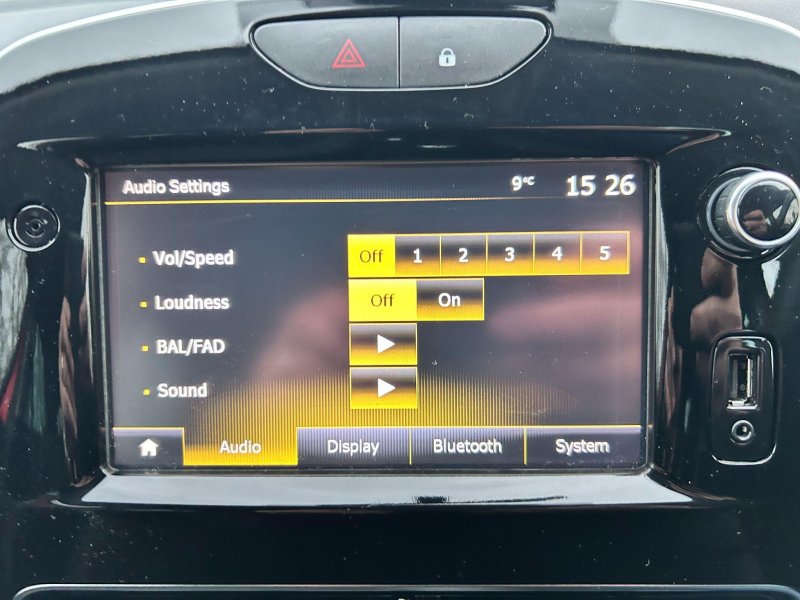 Audio Settings 9°C 15 26
Vol/Speed Off 1 2 3 4 5
Loudness Off On
BAL/FAD
Sound
Audio Display Bluetooth System